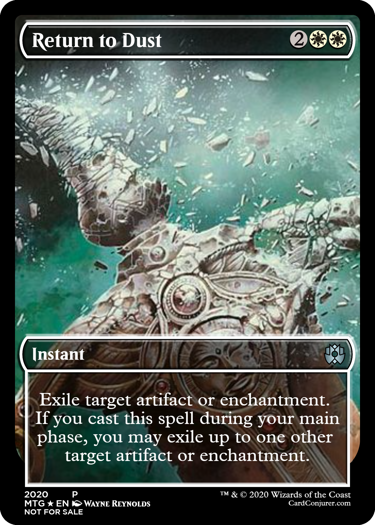 Return to Dust 2
Instant
Exile target artifact or enchantment.
If you cast this spell during your main
phase, you may exile up to one other
target artifact or enchantment.
2020 P
MTG ★ EN Wayne Reynolds
NOT FOR SALE
™ & © 2020 Wizards of the Coast
CardConjurer.com